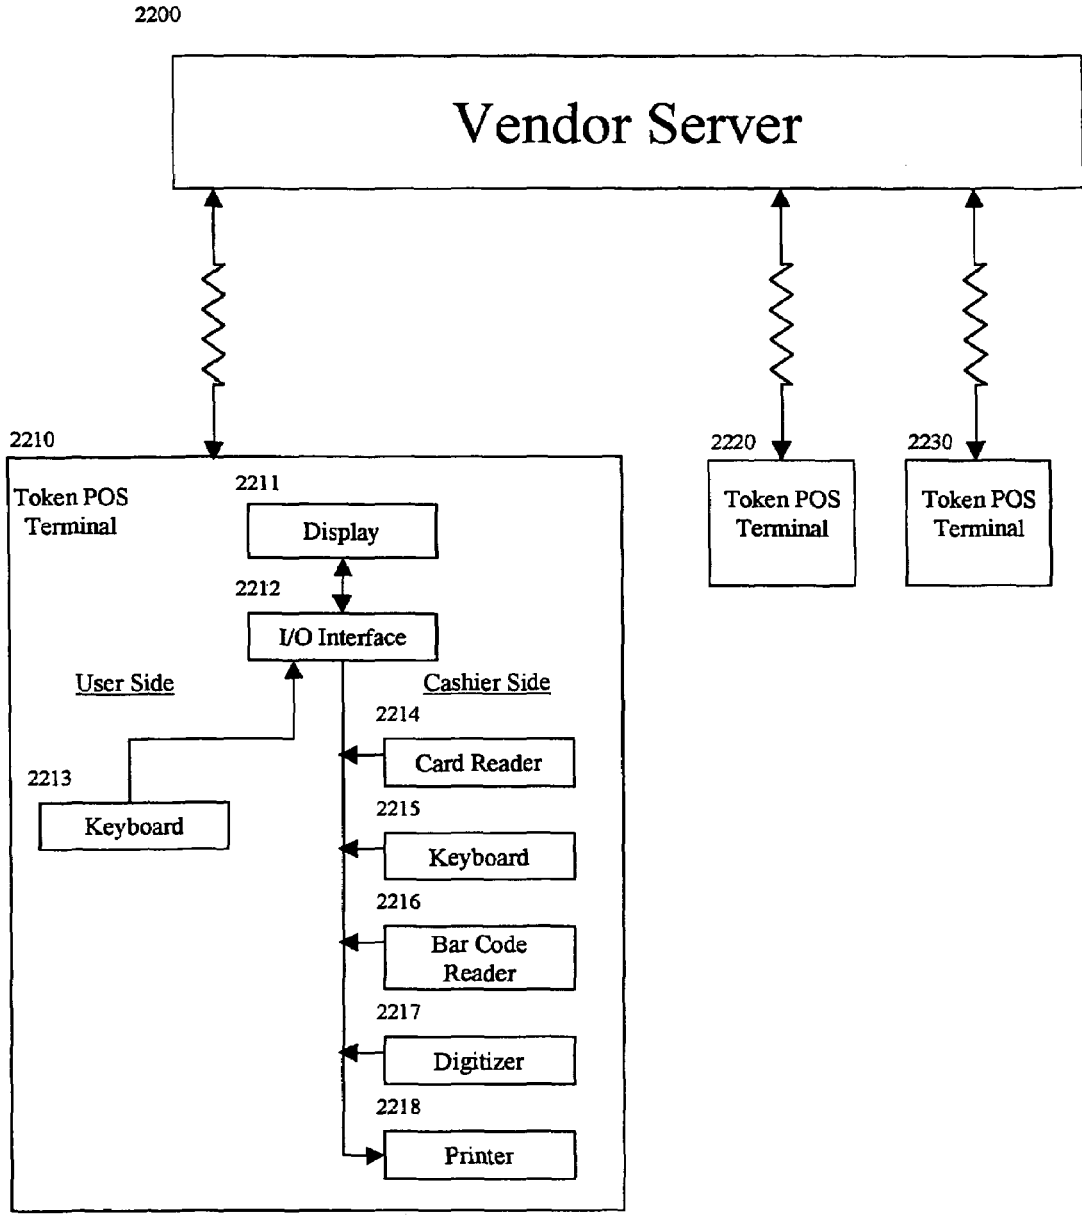 2200
Vendor Server
2210
2220
2230
Token POS
Terminal
Token POS
Terminal
Token POS
Terminal
2211
Display
2212
I/O Interface
User Side
Cashier Side
2214
Card Reader
2213
Keyboard
2215
Keyboard
2216
Bar Code
Reader
2217
Digitizer
2218
Printer